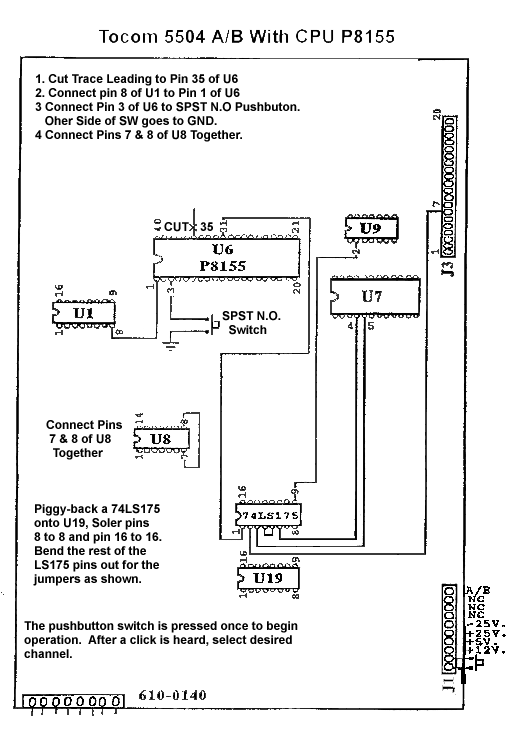 Tocom 5504 A/B With CPU P8155
1. Cut Trace Leading to Pin 35 of U6
2. Connect pin 8 of U1 to Pin 1 of U6
3 Connect Pin 3 of U6 to SPST N.O Pushbuton.
Oher Side of SW goes to GND.
4 Connect Pins 7 & 8 of U8 Together.
20
7
1
J3
40
CUT
35
31
21
U6
P8155
1
3
20
U9
2
U7
4
5
16
9
U1
1
8
SPST N.O.
Switch
Connect Pins
7 & 8 of U8
Together
14
8
U8
1
7
Piggy-back a 74LS175
onto U19, Soler pins
8 to 8 and pin 16 to 16.
Bend the rest of the
LS175 pins out for the
jumpers as shown.
16
9
74LS175
1
8
16
9
U19
1
8
The pushbutton switch is pressed once to begin
operation. After a click is heard, select desired
channel.
A/B
NC
NC
NC
-25V.
+25V.
+5V.
+12V.
J1
610-0140